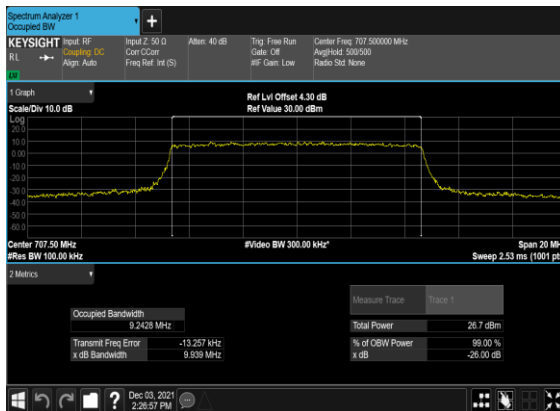 Spectrum Analyzer 1
Occupied BW
KEYSIGHT
RL
Input: RF
Coupling: DC
Align: Auto
Input Z: 50 Ω
Corr CCorr
Freq Ref: Int (S)
Atten: 40 dB
Trig: Free Run
Gate: Off
#IF Gain: Low
Center Freq: 707.500000 MHz
Avg|Hold: 500/500
Radio Std: None
1 Graph
Scale/Div 10.0 dB
Ref Lvl Offset 4.30 dB
Ref Value 30.00 dBm
Log
20.0
10.0
0.00
-10.0
-20.0
-30.0
-40.0
-50.0
-60.0
Center 707.50 MHz
#Res BW 100.00 kHz
#Video BW 300.00 kHz*
Span 20 MH
Sweep 2.53 ms (1001 pts
2 Metrics
Measure Trace
Trace 1
Occupied Bandwidth
9.2428 MHz
Total Power
26.7 dBm
Transmit Freq Error
-13.257 kHz
% of OBW Power
99.00 %
x dB Bandwidth
9.939 MHz
x dB
-26.00 dB
?
Dec 03, 2021
2:26:57 PM